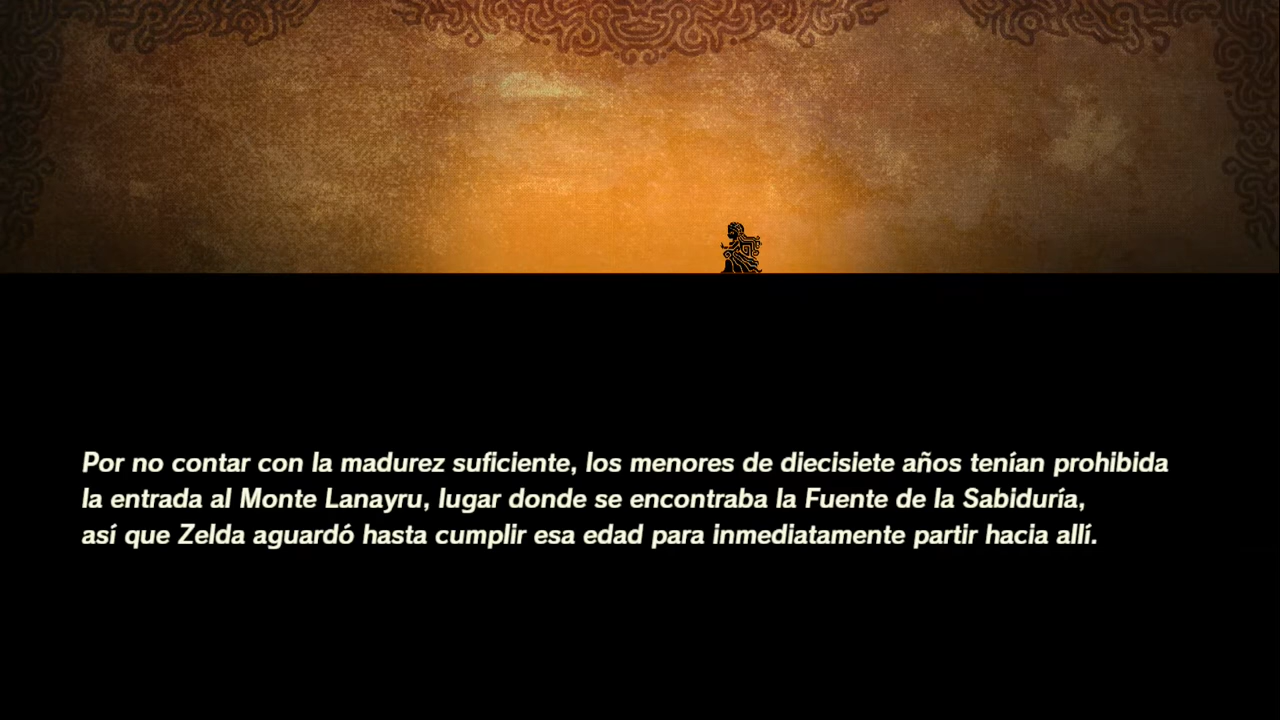 Por no contar con la madurez suficiente, los menores de diecisiete años tenían prohibida
la entrada al Monte Lanayru, lugar donde se encontraba la Fuente de la Sabiduría,
así que Zelda aguardó hasta cumplir esa edad para inmediatamente partir hacia allí.